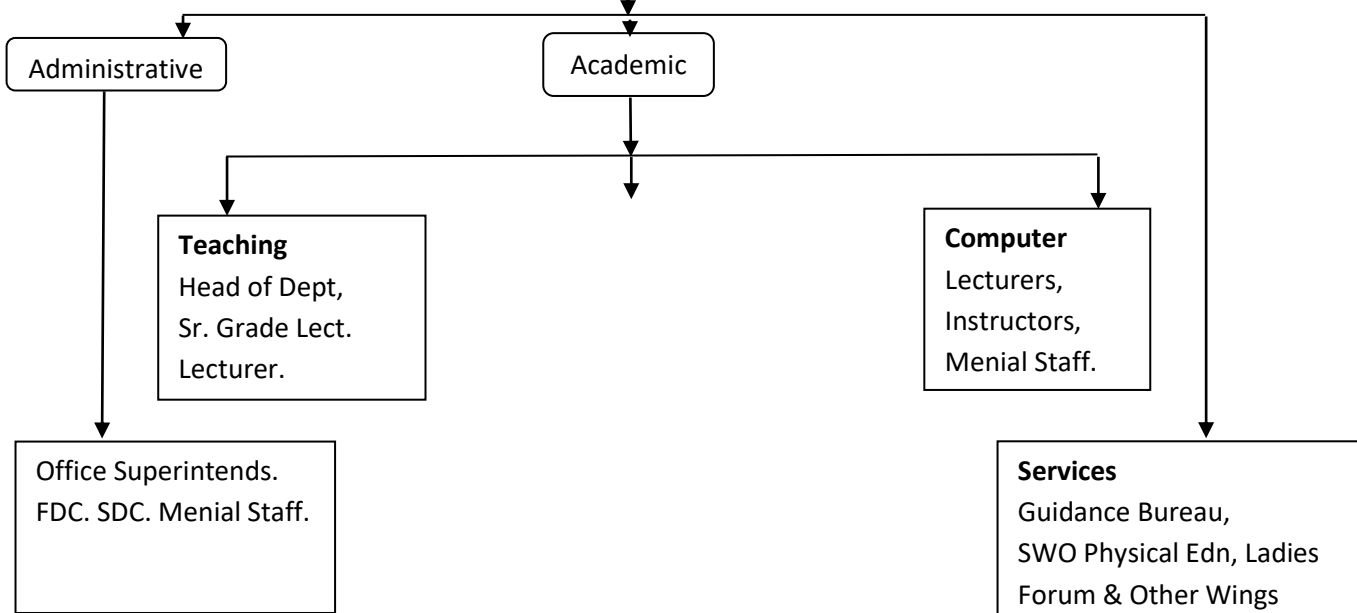 Administrative
Academic
Teaching
Head of Dept,
Sr. Grade Lect.
Lecturer.
Computer
Lecturers,
Instructors,
Menial Staff.
Office Superintends.
FDC. SDC. Menial Staff.
Services
Guidance Bureau,
SWO Physical Edn, Ladies
Forum & Other Wings